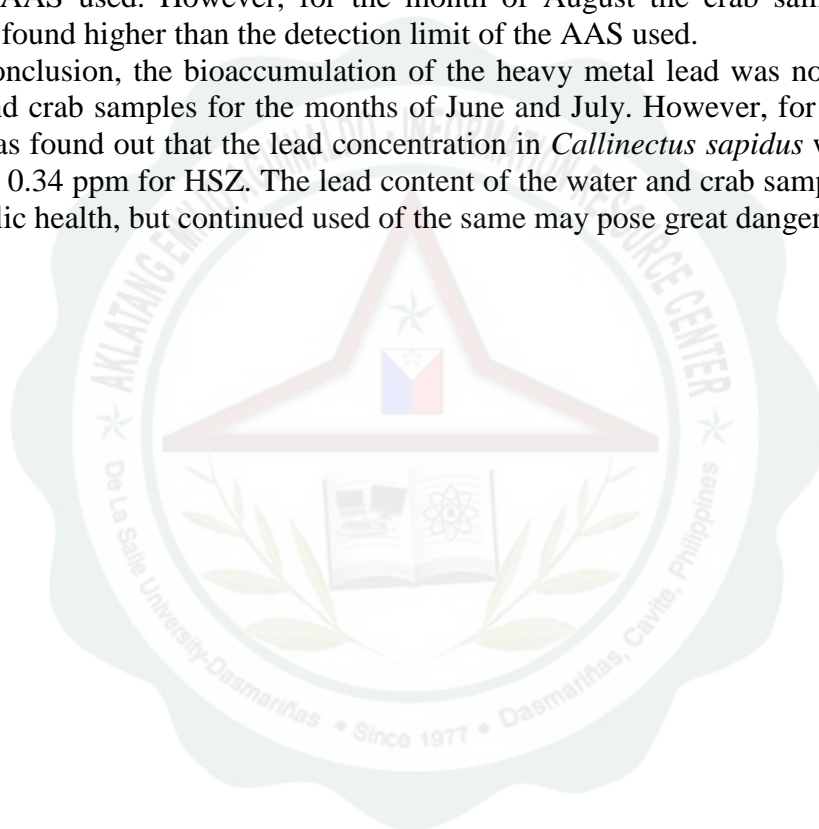 AAS used. However, for the month of August the crab sam
found higher than the detection limit of the AAS used.
onclusion, the bioaccumulation of the heavy metal lead was no
nd crab samples for the months of June and July. However, for
as found out that the lead concentration in Callinectus sapidus
0.34 ppm for HSZ. The lead content of the water and crab samp
lic health, but continued used of the same may pose great danger
AKLATANG EMILIO AGUINALDO • INFORMATION RESOURCE CENTER
De La Salle University-Dasmariñas • Since 1977 • Dasmariñas, Cavite, Philippines